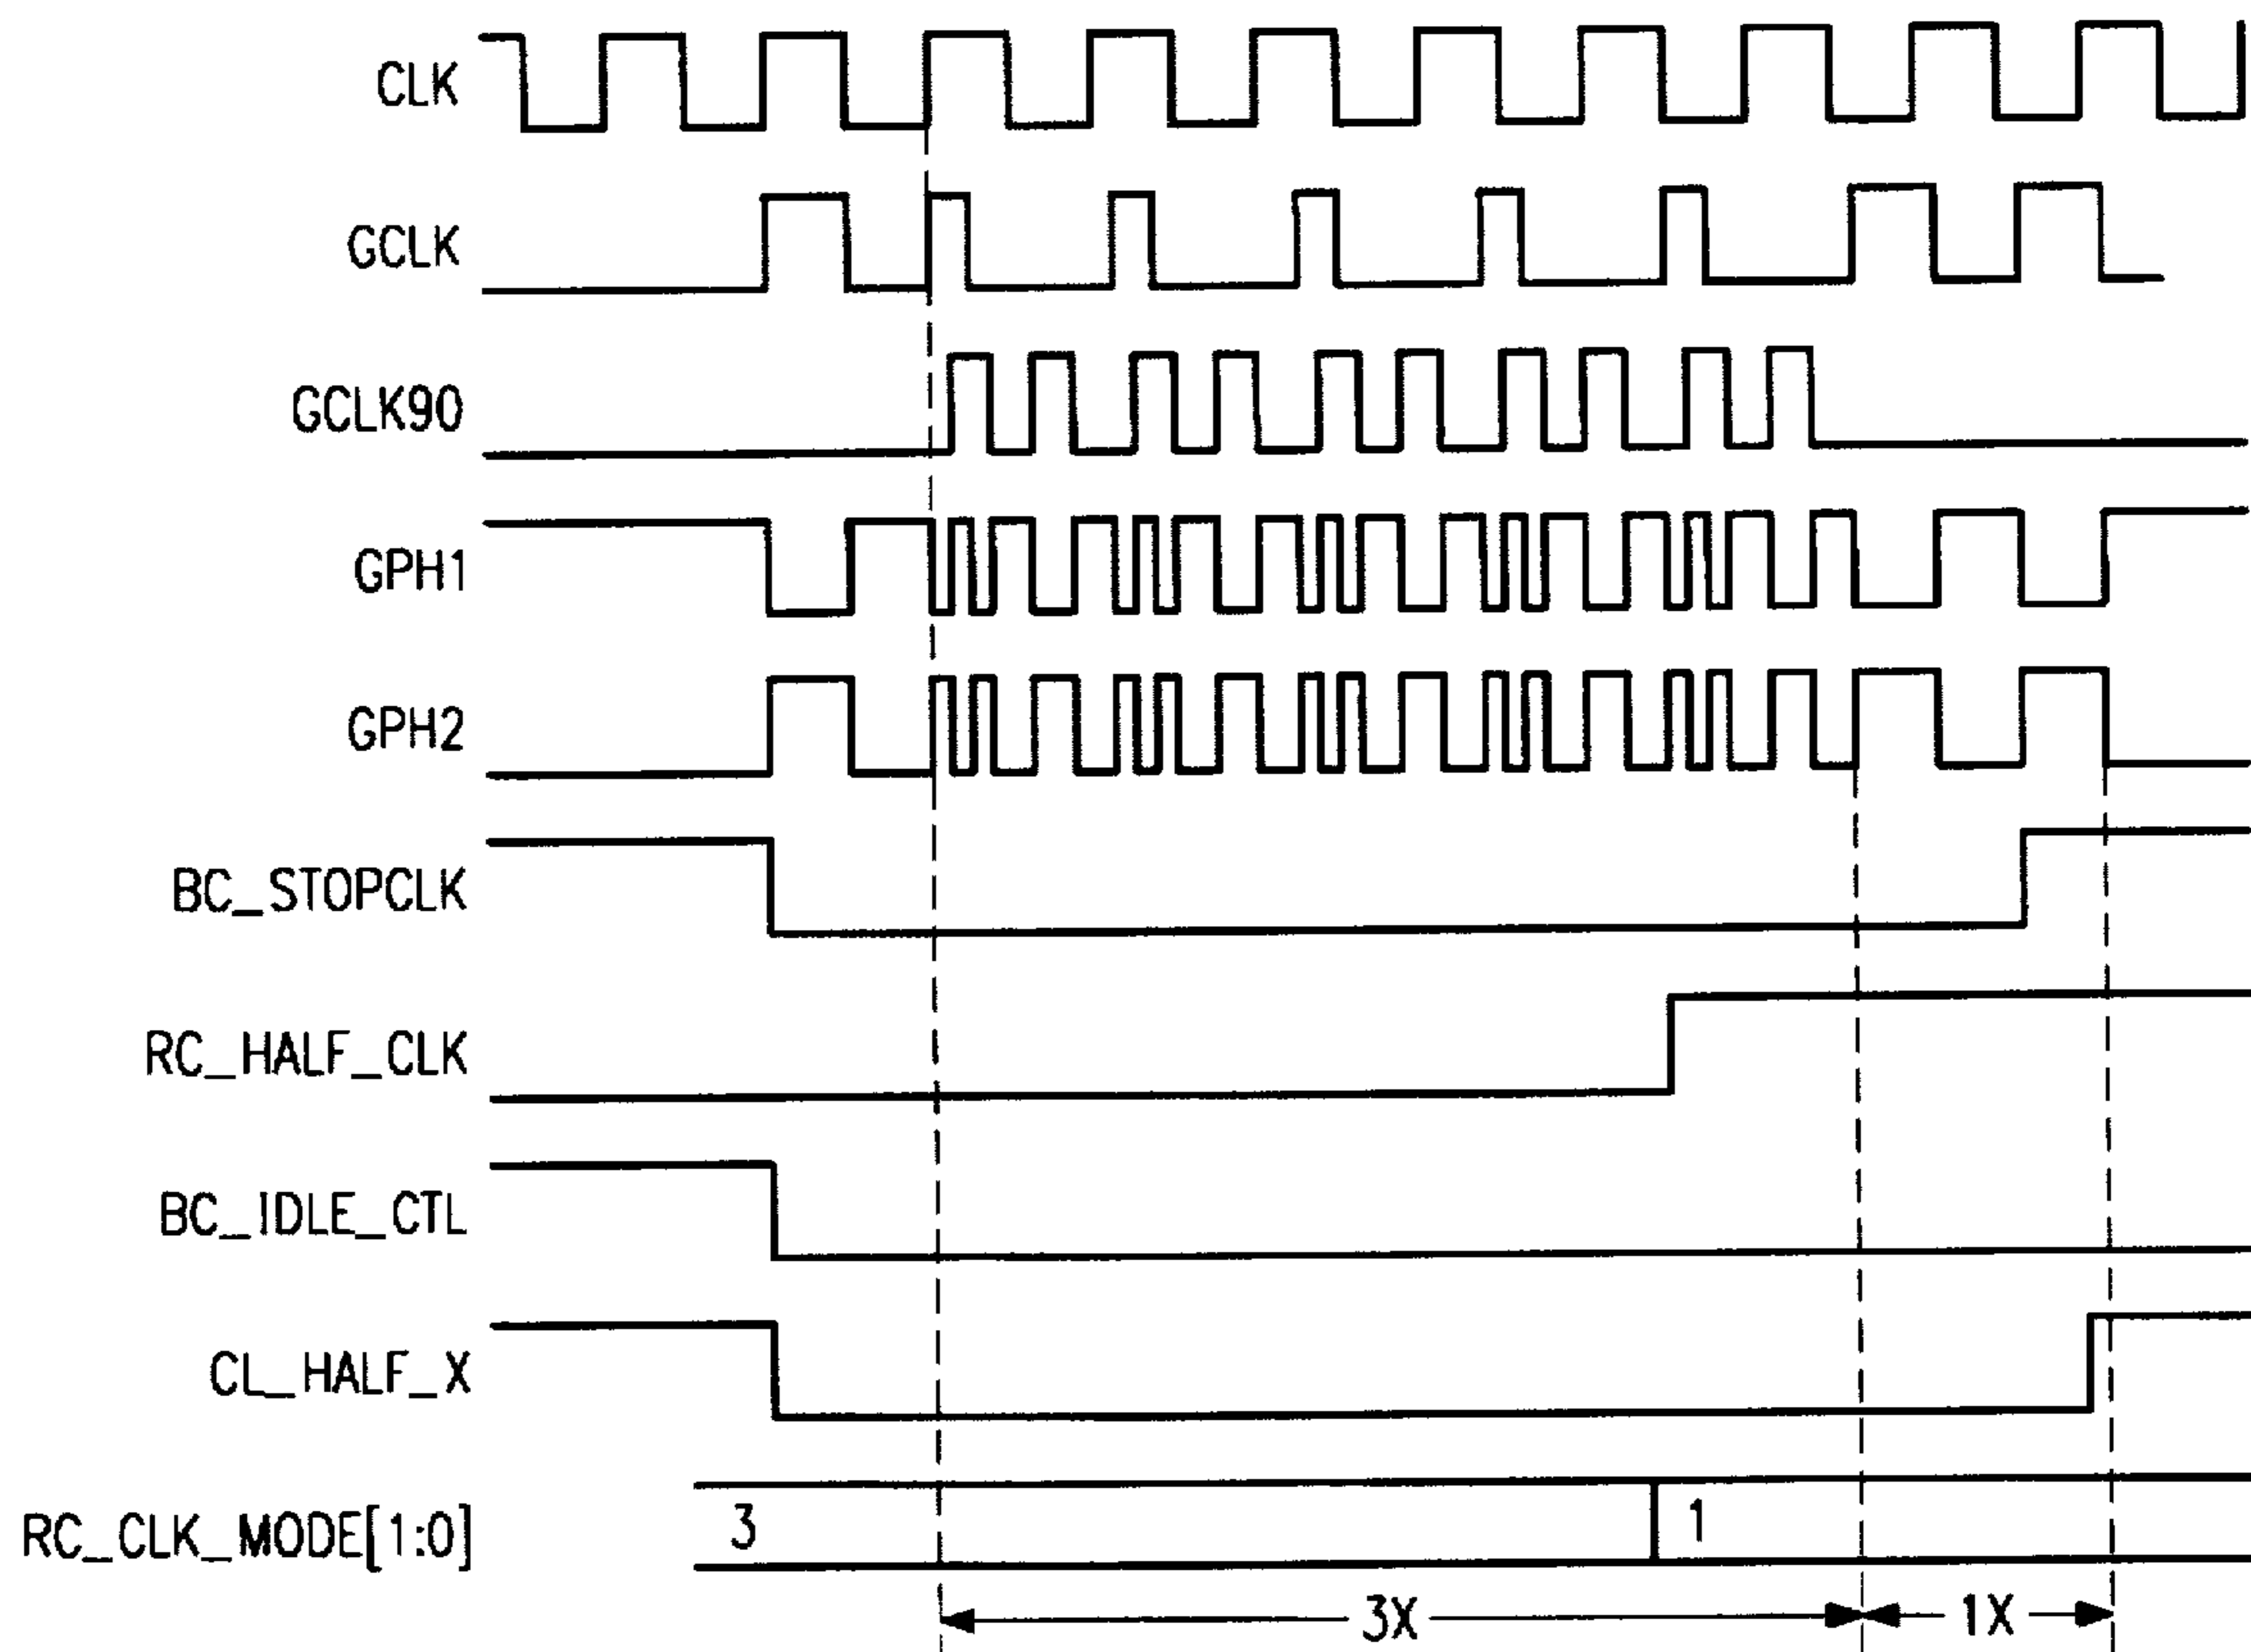 CLK
GCLK
GCLK90
GPH1
GPH2
BC_STOPCLK
RC_HALF_CLK
BC_IDLE_CTL
CL_HALF_X
RC_CLK_MODE[1:0] 3 1
3X 1X